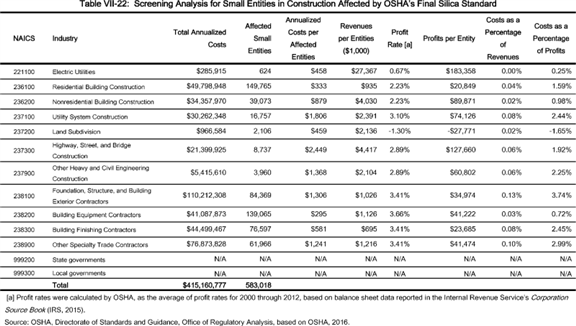 Table VII-22: Screening Analysis for Small Entities in Construction Affected by OSHA's Final Silica Standard
NAICS Industry Total Annualized Costs Affected Small Entities Annualized Costs per Affected Entities Revenues per Entities ($1,000) Profit Rate [a] Profits per Entity Costs as a Percentage of Revenues Costs as a Percentage of Profits
221100 Electric Utilities $285,915 624 $458 $27,367 0.67% $183,358 0.00% 0.25%
236100 Residential Building Construction $49,798,948 149,765 $333 $935 2.23% $20,849 0.04% 1.59%
236200 Nonresidential Building Construction $34,357,970 39,073 $879 $4,030 2.23% $89,871 0.02% 0.98%
237100 Utility System Construction $30,262,348 16,757 $1,806 $2,391 3.10% $74,126 0.08% 2.44%
237200 Land Subdivision $966,584 2,106 $459 $2,136 -1.30% -$27,771 0.02% -1.65%
237300 Highway, Street, and Bridge Construction $21,399,925 8,737 $2,449 $4,417 2.89% $127,660 0.06% 1.92%
237900 Other Heavy and Civil Engineering Construction $5,415,610 3,960 $1,368 $2,104 2.89% $60,802 0.06% 2.25%
238100 Foundation, Structure, and Building Exterior Contractors $110,212,308 84,369 $1,306 $1,026 3.41% $34,974 0.13% 3.74%
238200 Building Equipment Contractors $41,087,873 139,065 $295 $1,126 3.66% $41,222 0.03% 0.72%
238300 Building Finishing Contractors $44,499,467 76,597 $581 $695 3.41% $23,685 0.08% 2.45%
238900 Other Specialty Trade Contractors $76,873,828 61,966 $1,241 $1,216 3.41% $41,474 0.10% 2.99%
999200 State governments N/A N/A N/A N/A N/A N/A N/A N/A
999300 Local governments N/A N/A N/A N/A N/A N/A N/A N/A
Total $415,160,777 583,018
[a] Profit rates were calculated by OSHA, as the average of profit rates for 2000 through 2012, based on balance sheet data reported in the Internal Revenue Service's Corporation
Source Book (IRS, 2015).
Source: OSHA, Directorate of Standards and Guidance, Office of Regulatory Analysis, based on OSHA, 2016.